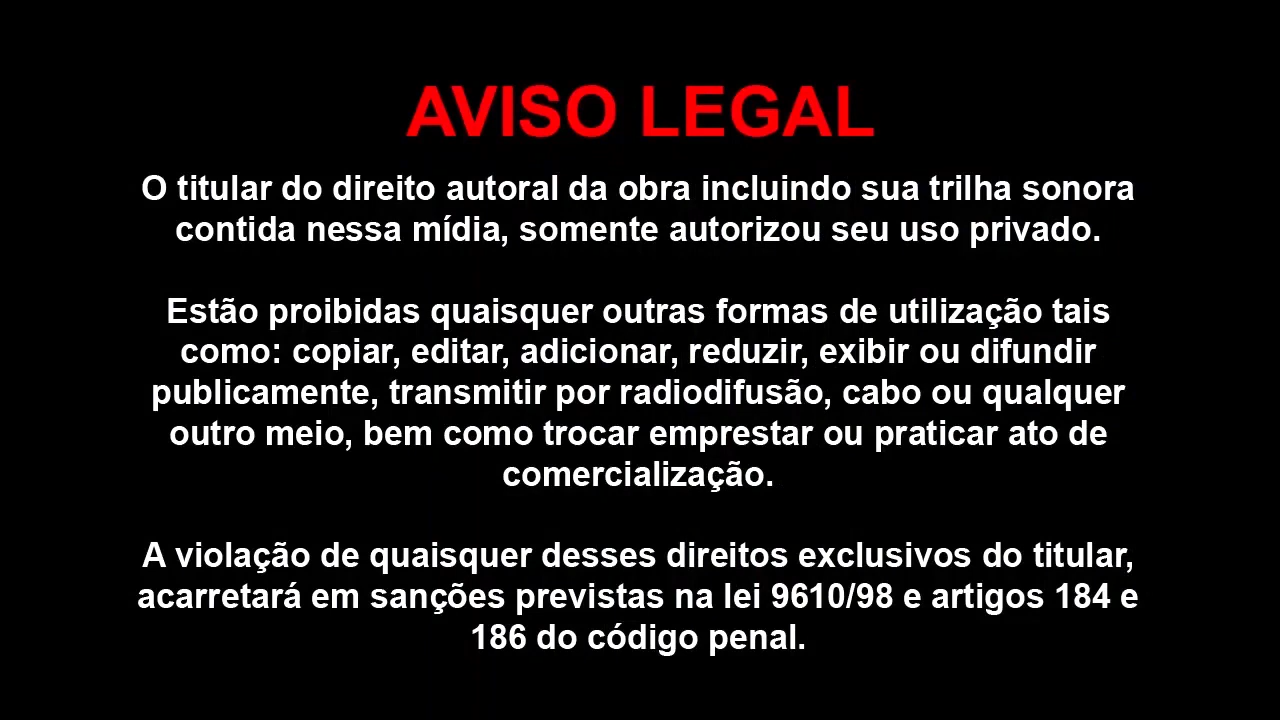 AVISO LEGAL
O titular do direito autoral da obra incluindo sua trilha sonora
contida nessa mídia, somente autorizou seu uso privado.
Estão proibidas quaisquer outras formas de utilização tais
como: copiar, editar, adicionar, reduzir, exibir ou difundir
publicamente, transmitir por radiodifusão, cabo ou qualquer
outro meio, bem como trocar emprestar ou praticar ato de
comercialização.
A violação de quaisquer desses direitos exclusivos do titular,
acarretará em sanções previstas na lei 9610/98 e artigos 184 e
186 do código penal.